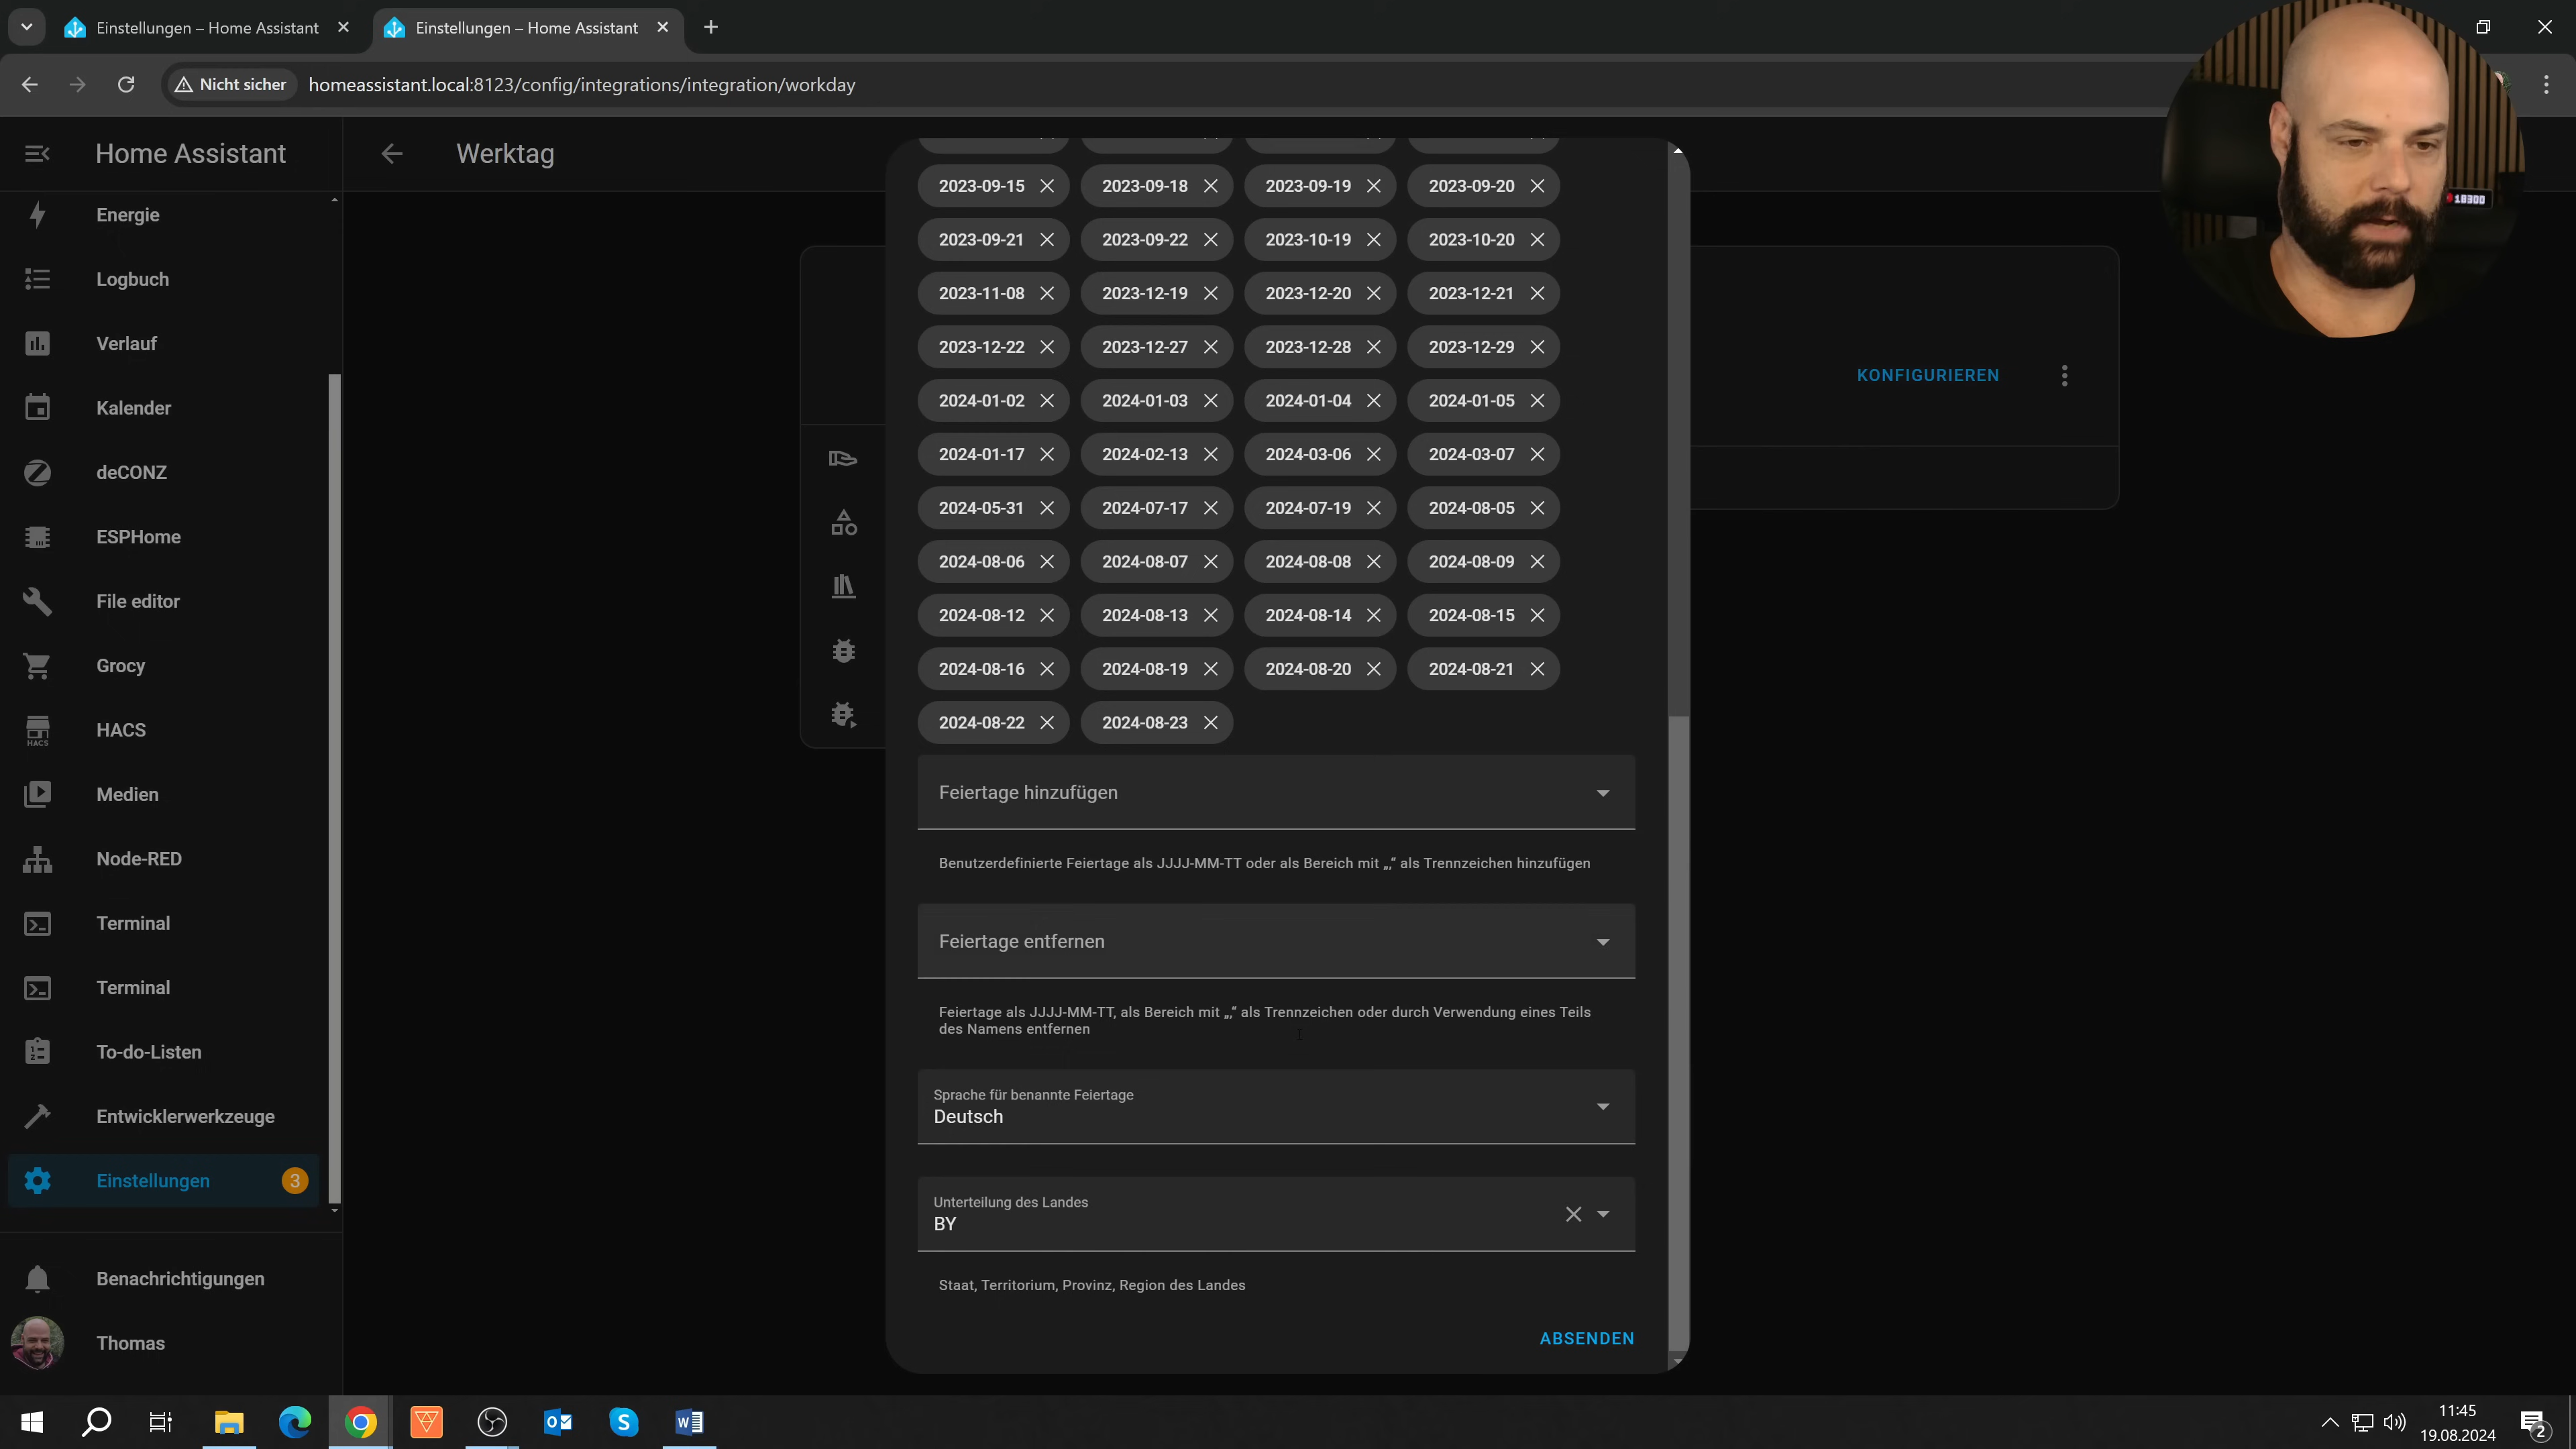 Einstellungen – Home Assistant
Einstellungen – Home Assistant
Nicht sicher
homeassistant.local:8123/config/integrations/integration/workday
Home Assistant
Werktag
Energie
Logbuch
Verlauf
Kalender
deCONZ
ESPHome
File editor
Grocy
HACS
HACS
Medien
Node-RED
Terminal
Terminal
To-do-Listen
Entwicklerwerkzeuge
Einstellungen 3
Benachrichtigungen
Thomas
2023-09-15 2023-09-18 2023-09-19 2023-09-20
2023-09-21 2023-09-22 2023-10-19 2023-10-20
2023-11-08 2023-12-19 2023-12-20 2023-12-21
2023-12-22 2023-12-27 2023-12-28 2023-12-29
2024-01-02 2024-01-03 2024-01-04 2024-01-05
2024-01-17 2024-02-13 2024-03-06 2024-03-07
2024-05-31 2024-07-17 2024-07-19 2024-08-05
2024-08-06 2024-08-07 2024-08-08 2024-08-09
2024-08-12 2024-08-13 2024-08-14 2024-08-15
2024-08-16 2024-08-19 2024-08-20 2024-08-21
2024-08-22 2024-08-23
Feiertage hinzufügen
Benutzerdefinierte Feiertage als JJJJ-MM-TT oder als Bereich mit „,“ als Trennzeichen hinzufügen
Feiertage entfernen
Feiertage als JJJJ-MM-TT, als Bereich mit „,“ als Trennzeichen oder durch Verwendung eines Teils
des Namens entfernen
Sprache für benannte Feiertage
Deutsch
Unterteilung des Landes
BY
Staat, Territorium, Provinz, Region des Landes
ABSENDEN
KONFIGURIEREN
18300
11:45
19.08.2024
2